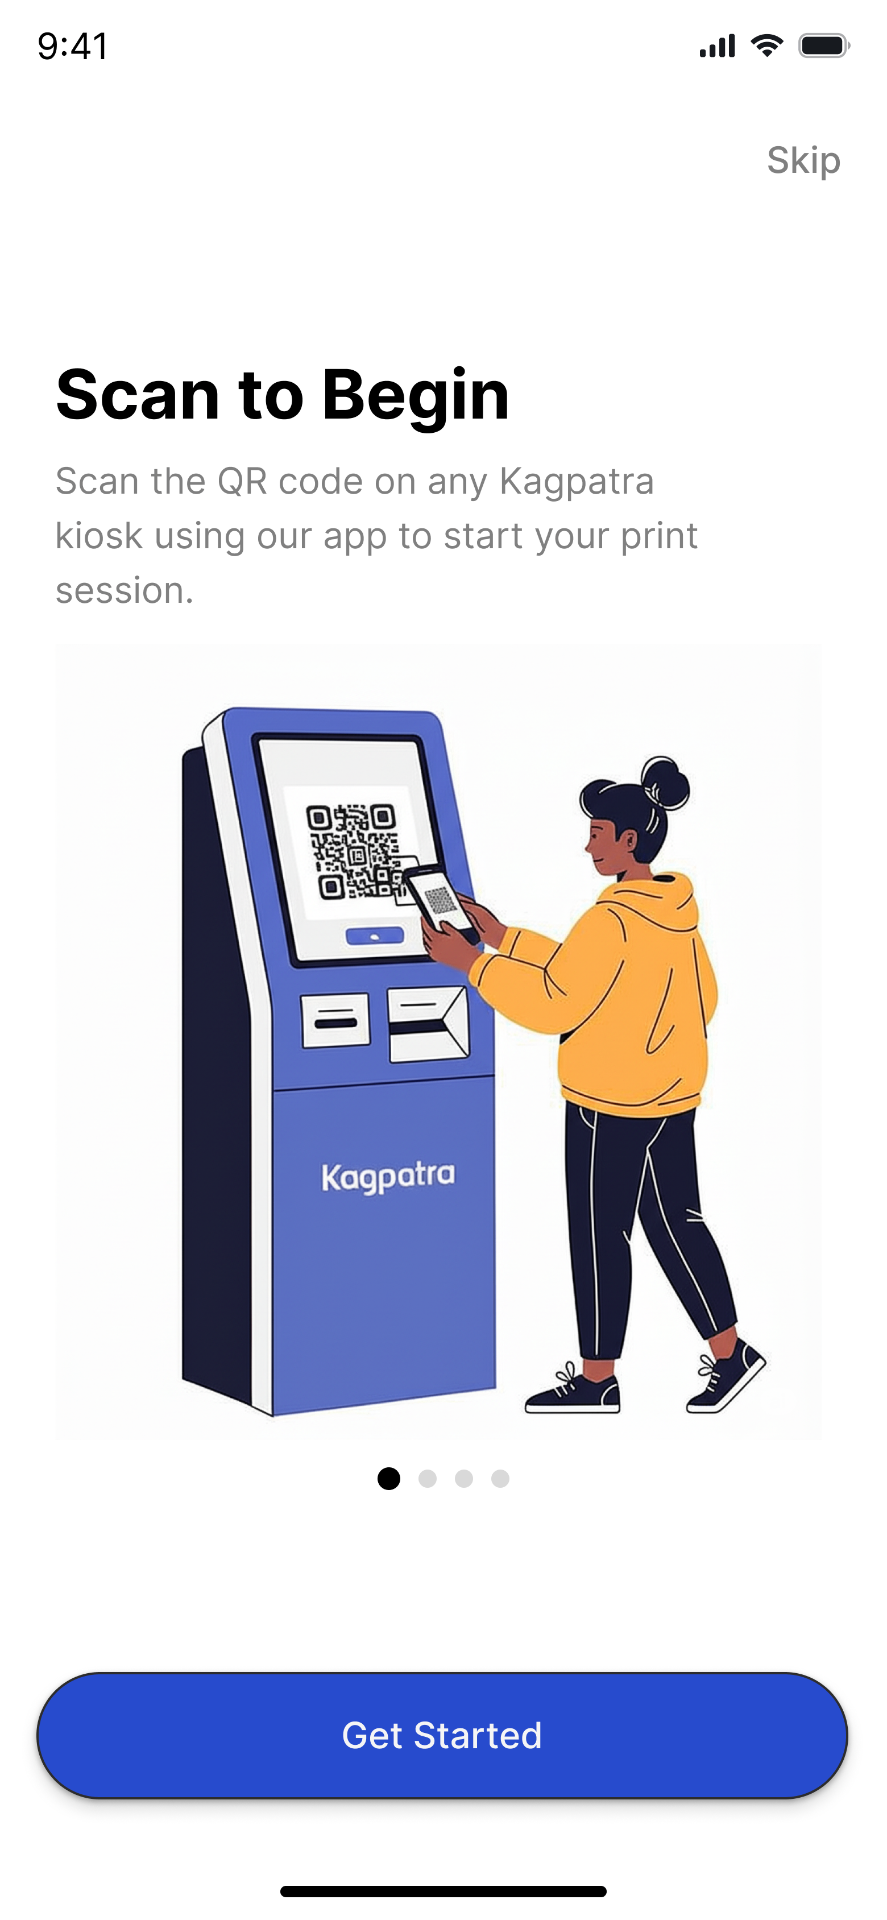 9:41
Skip
Scan to Begin
Scan the QR code on any Kagpatra
kiosk using our app to start your print
session.
Kagpatra
Get Started